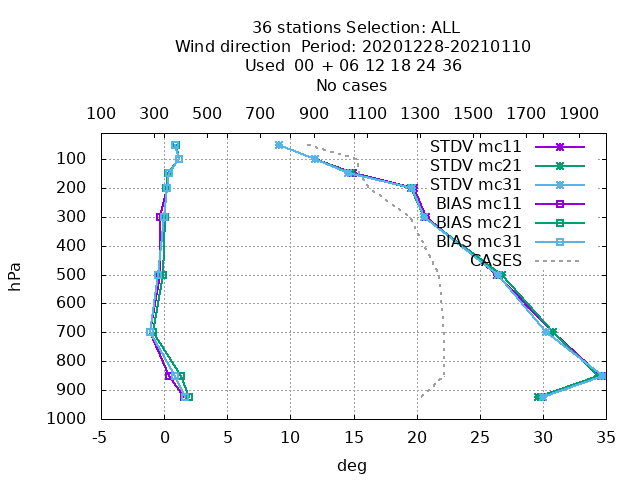 36 stations Selection: ALL
Wind direction  Period: 20201228-20210110
Used  00 + 06 12 18 24 36
No cases
100 300 500 700 900 1100 1300 1500 1700 1900
STDV mc11
STDV mc21
STDV mc31
BIAS mc11
BIAS mc21
BIAS mc31
CASES
hPa
100
200
300
400
500
600
700
800
900
1000
-5 0 5 10 15 20 25 30 35
deg